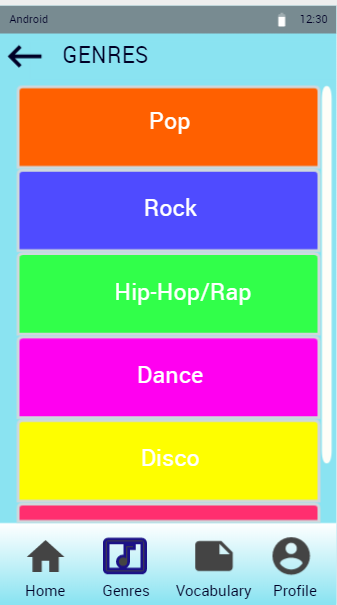 Android 12:30
GENRES
Pop
Rock
Hip-Hop/Rap
Dance
Disco
Home Genres Vocabulary Profile